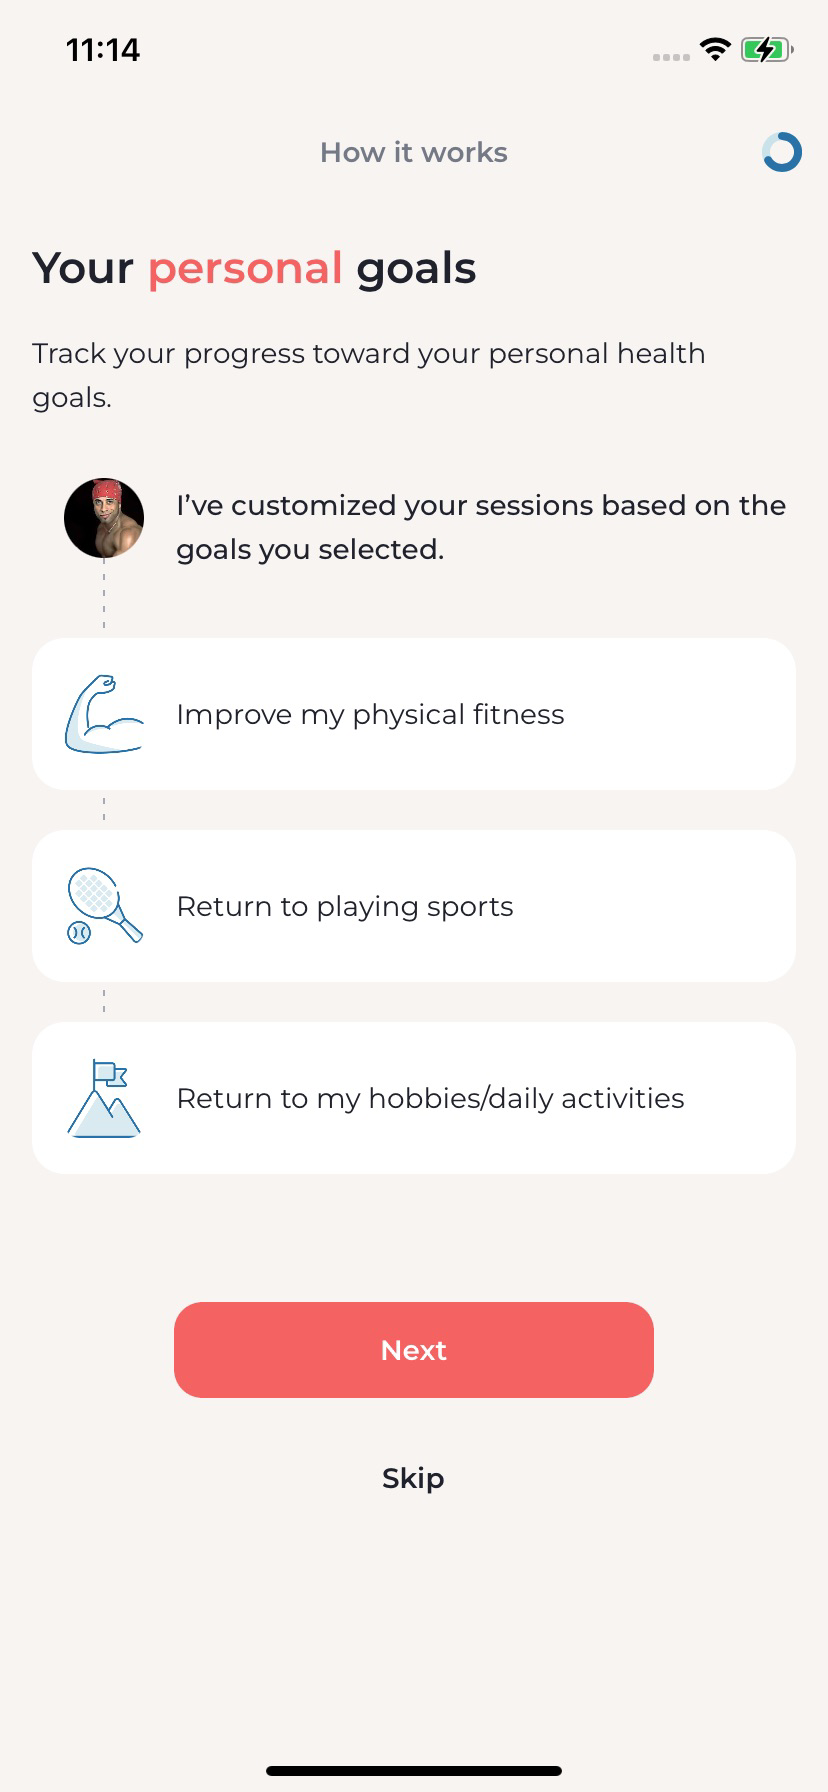 11:14
How it works
Your personal goals
Track your progress toward your personal health
goals.
I’ve customized your sessions based on the
goals you selected.
Improve my physical fitness
Return to playing sports
Return to my hobbies/daily activities
Next
Skip